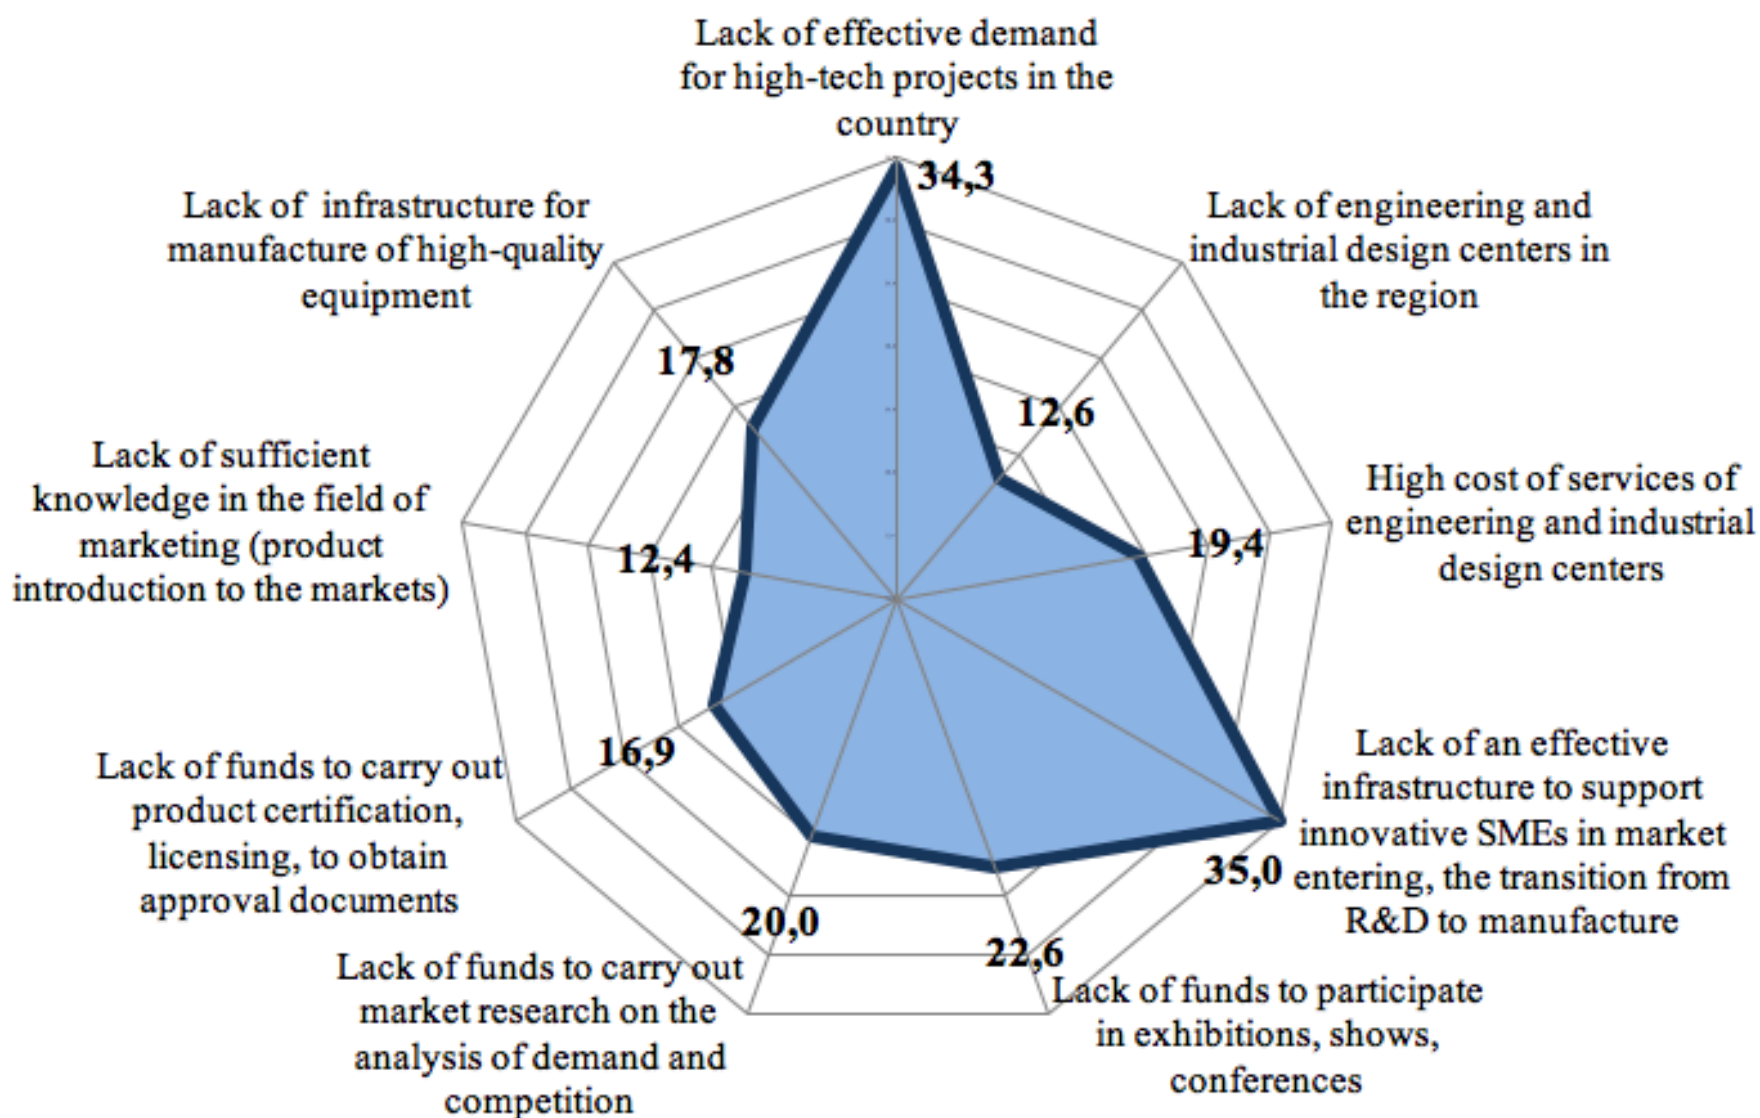 Lack of effective demand
for high-tech projects in the
country
34,3
Lack of engineering and
industrial design centers in
the region
12,6
High cost of services of
engineering and industrial
design centers
19,4
Lack of an effective
infrastructure to support
innovative SMEs in market
entering, the transition from
R&D to manufacture
35,0
Lack of funds to participate
in exhibitions, shows,
conferences
22,6
Lack of funds to carry out
market research on the
analysis of demand and
competition
20,0
Lack of funds to carry out
product certification,
licensing, to obtain
approval documents
16,9
Lack of sufficient
knowledge in the field of
marketing (product
introduction to the markets)
12,4
Lack of infrastructure for
manufacture of high-quality
equipment
17,8